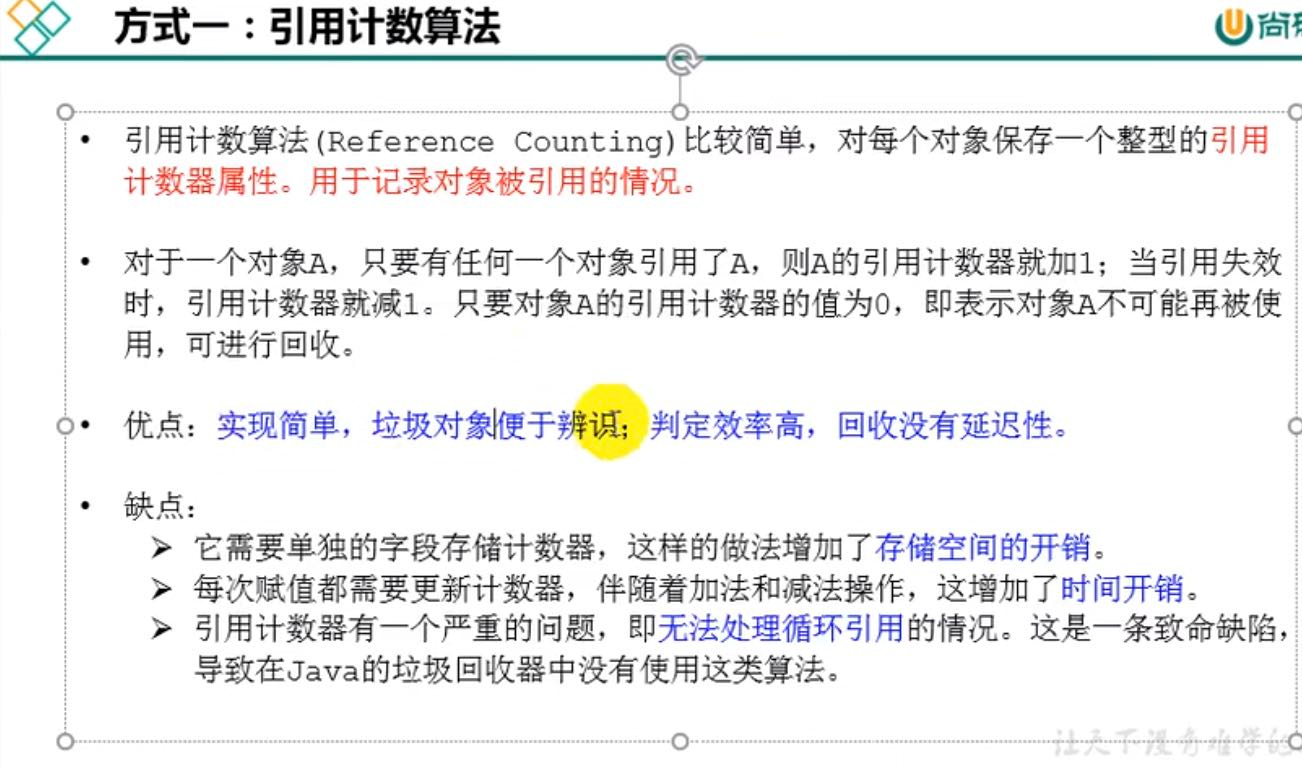 方式一：引用计数算法
尚
• 引用计数算法(Reference Counting)比较简单，对每个对象保存一个整型的引用
计数器属性。用于记录对象被引用的情况。
• 对于一个对象A，只要有任何一个对象引用了A，则A的引用计数器就加1；当引用失效
时，引用计数器就减1。只要对象A的引用计数器的值为0，即表示对象A不可能再被使
用，可进行回收。
• 优点：实现简单，垃圾对象便于辨识；判定效率高，回收没有延迟性。
• 缺点：
➢ 它需要单独的字段存储计数器，这样的做法增加了存储空间的开销。
➢ 每次赋值都需要更新计数器，伴随着加法和减法操作，这增加了时间开销。
➢ 引用计数器有一个严重的问题，即无法处理循环引用的情况。这是一条致命缺陷，
导致在Java的垃圾回收器中没有使用这类算法。
让天下没有难学的